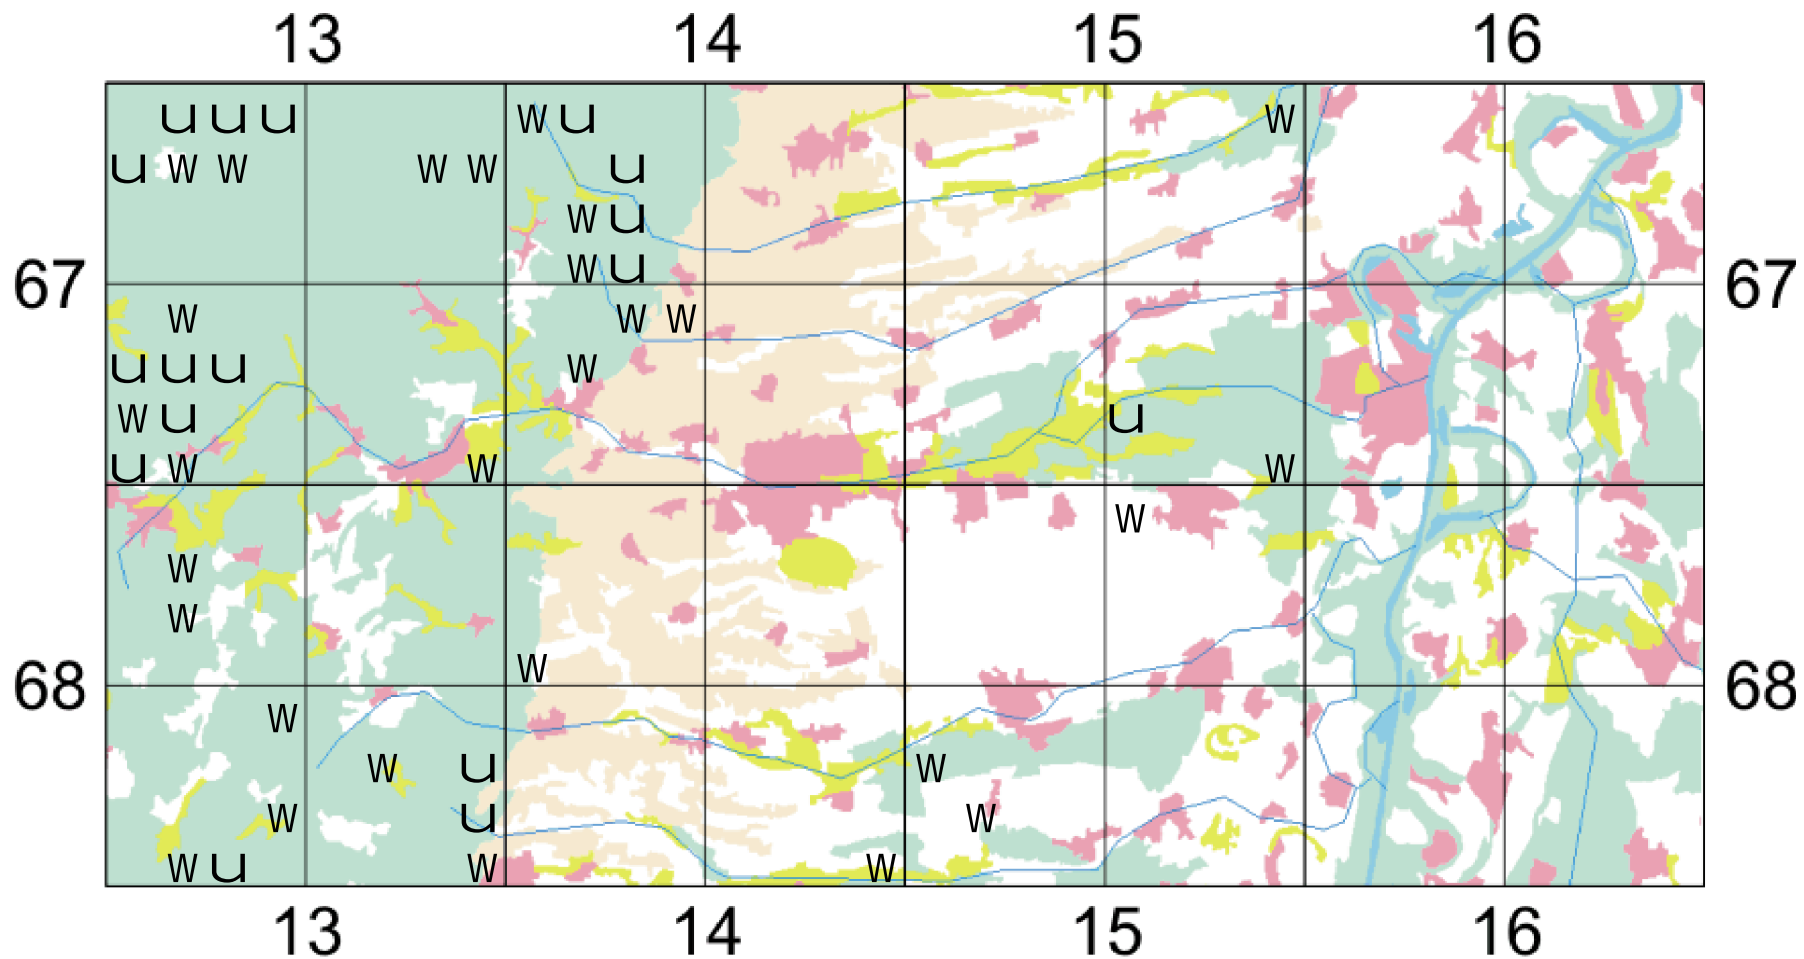 13 14 15 16
u u u w u w
u w w w w u
w u
67 w u 67
w w w
u u u w
w u u
u w w w
w
w
w
w
68 68
w
w u w
w u w
w u w w
13 14 15 16